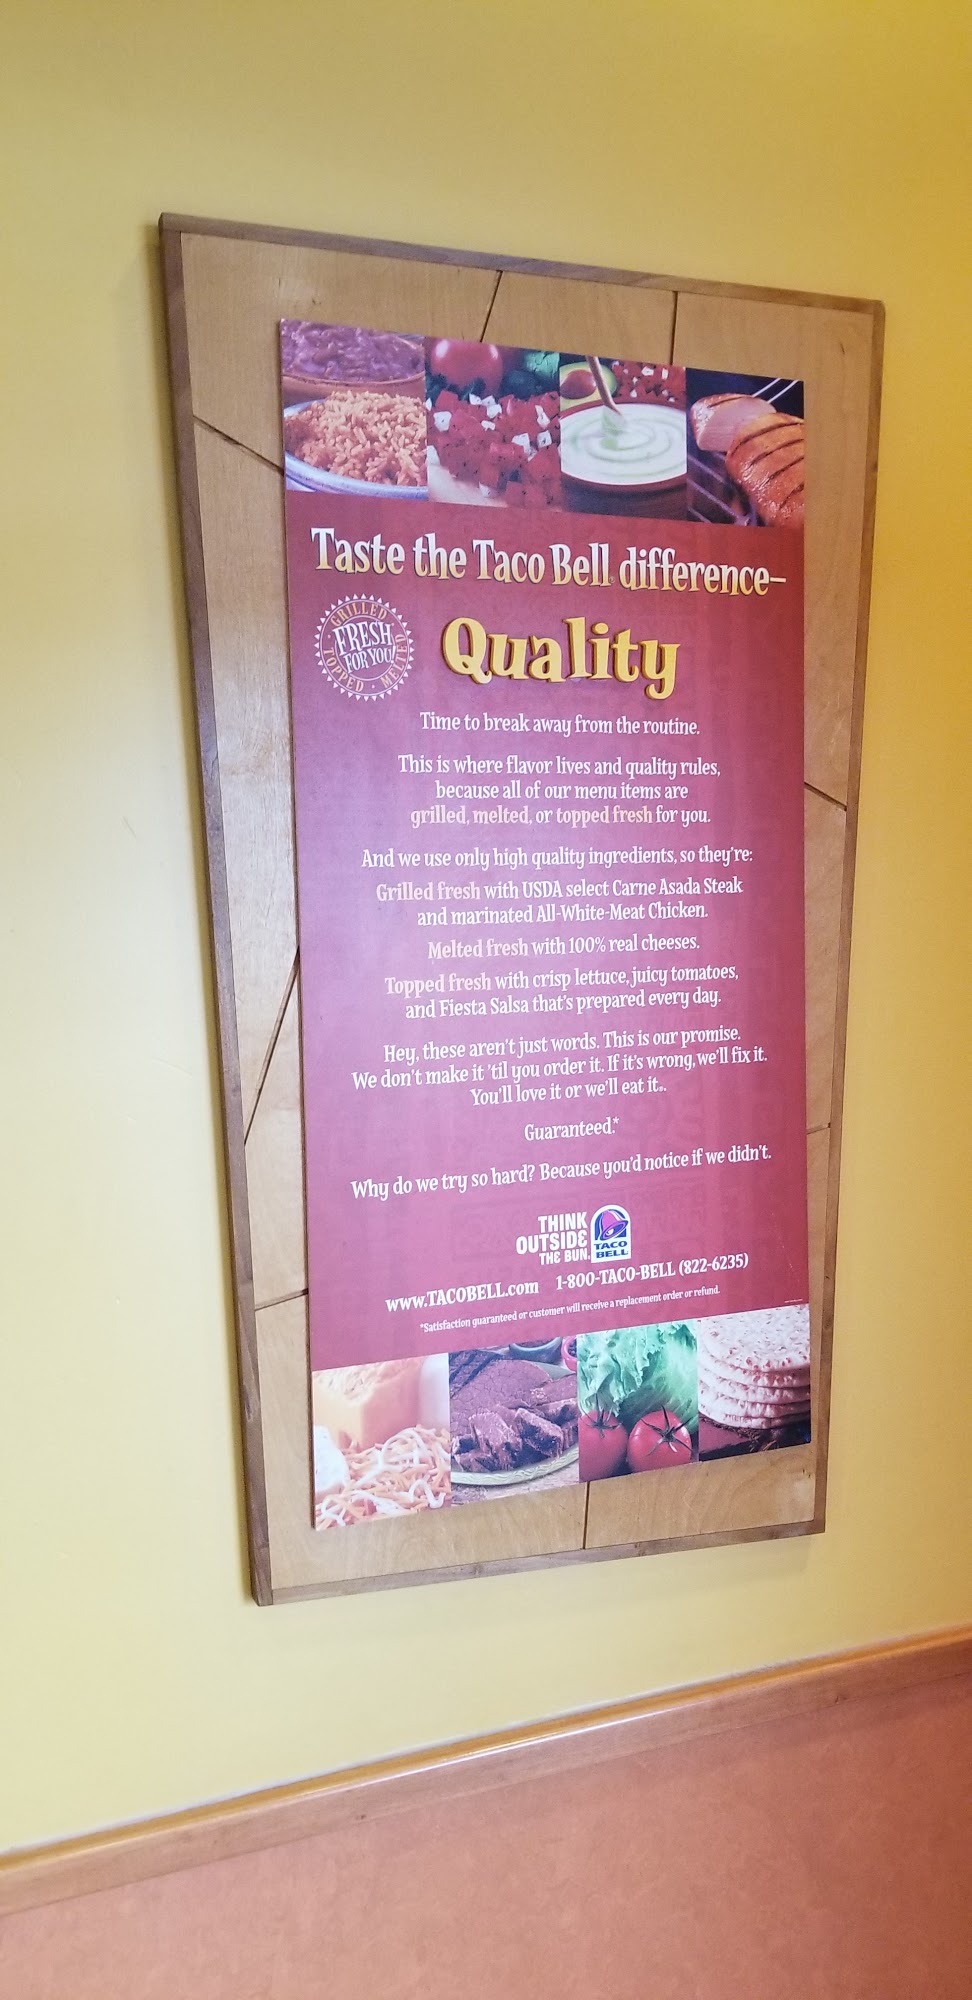 Taste the Taco Bell® difference–
GRILLED
FRESH
FOR YOU!
TOPPED • MELTED
Quality
Time to break away from the routine.
This is where flavor lives and quality rules,
because all of our menu items are
grilled, melted, or topped fresh for you.
And we use only high quality ingredients, so they're:
Grilled fresh with USDA select Carne Asada Steak
and marinated All-White-Meat Chicken.
Melted fresh with 100% real cheeses.
Topped fresh with crisp lettuce, juicy tomatoes,
and Fiesta Salsa that's prepared every day.
Hey, these aren't just words. This is our promise.
We don't make it 'til you order it. If it's wrong, we'll fix it.
You'll love it or we'll eat it.
Guaranteed.*
Why do we try so hard? Because you'd notice if we didn't.
THINK
OUTSIDE
THE BUN.
TACO
BELL
www.TACOBELL.com 1-800-TACO-BELL (822-6235)
*Satisfaction guaranteed or customer will receive a replacement order or refund.